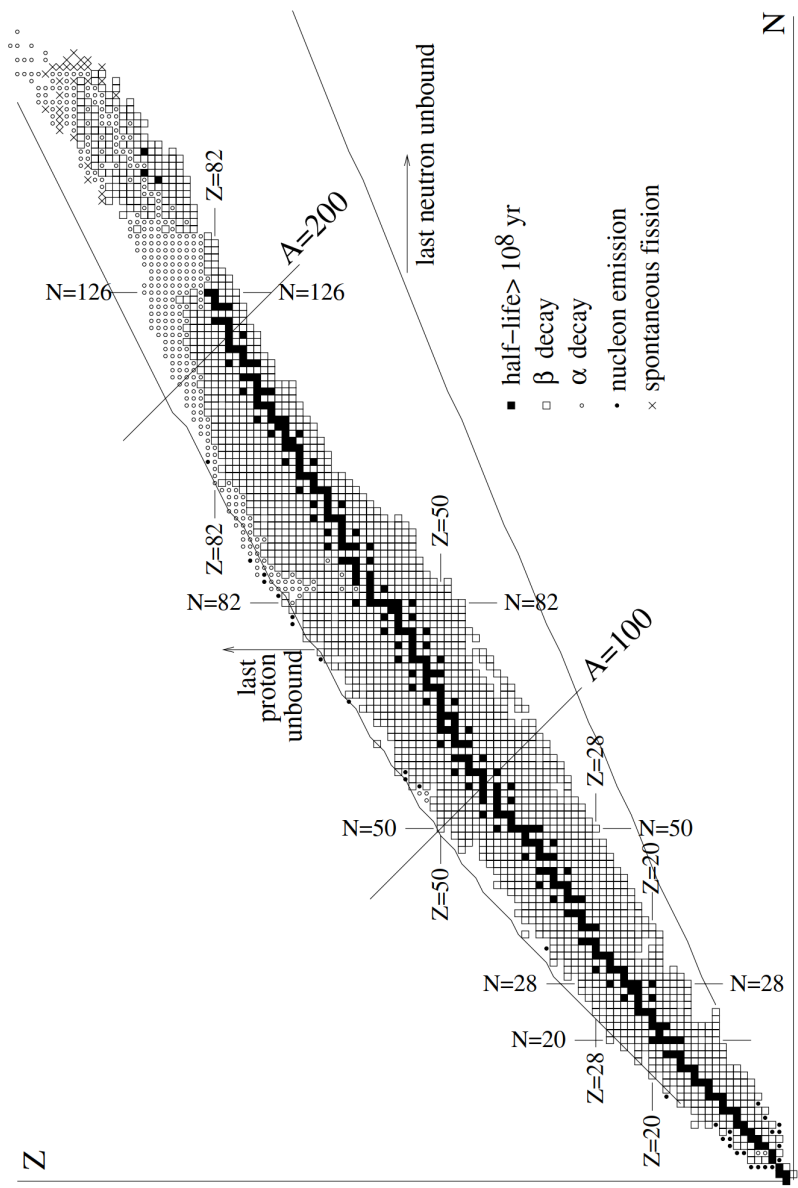 N
Z
last neutron unbound
Z=82
A=200
N=126
N=126
half−life> 10⁸ yr
β decay
α decay
nucleon emission
spontaneous fission
Z=82
Z=50
N=82
N=82
last
proton
unbound
A=100
Z=28
N=50
N=50
Z=50
Z=20
N=28
N=28
N=20
Z=28
Z=20